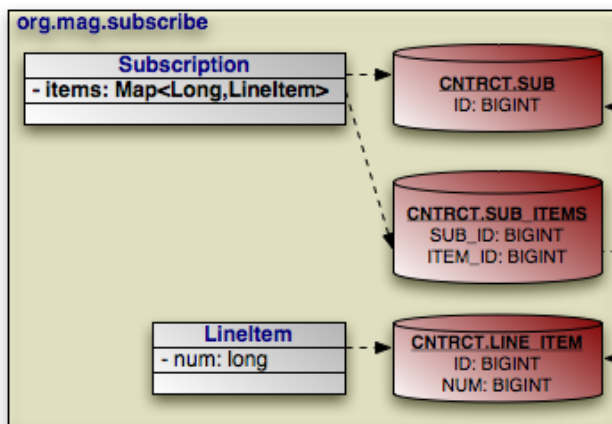 org.mag.subscribe
Subscription
- items: Map<Long,LineItem>
CNTRCT.SUB
ID: BIGINT
CNTRCT.SUB_ITEMS
SUB_ID: BIGINT
ITEM_ID: BIGINT
LineItem
- num: long
CNTRCT.LINE_ITEM
ID: BIGINT
NUM: BIGINT